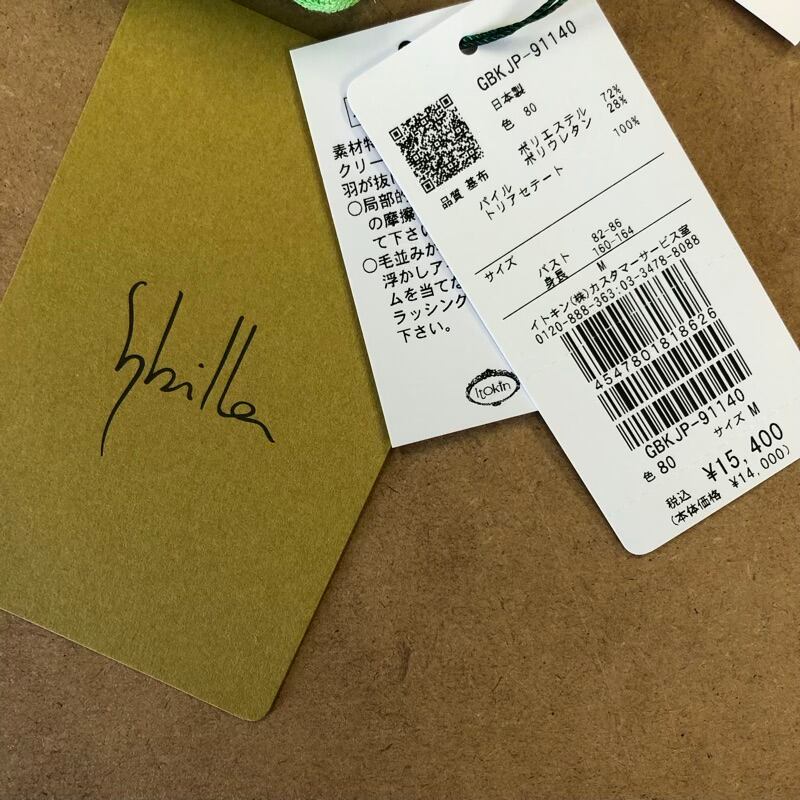 Sybilla
素材特
クリー
羽が抜
○局部的
の摩擦
て下さい
○毛並みが
浮かしア
ムを当てた
ラッシング
下さい。
Itokin
GBKJP-91140
日本製
色 80
品質 基布 ポリエステル 72%
ポリウレタン 28%
パイル
トリアセテート 100%
サイズ バスト 82-86
身長 160-164
M
イトキン(株)カスタマーサービス室
0120-888-363:03-3478-8088
4547801818626
GBKJP-91140
色 80 サイズ M
税込 ¥15,400
(本体価格 ¥14,000)